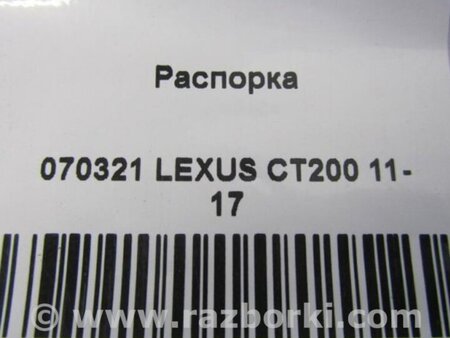 Распорка
070321 LEXUS CT200 11-
17
© www.razborki.com